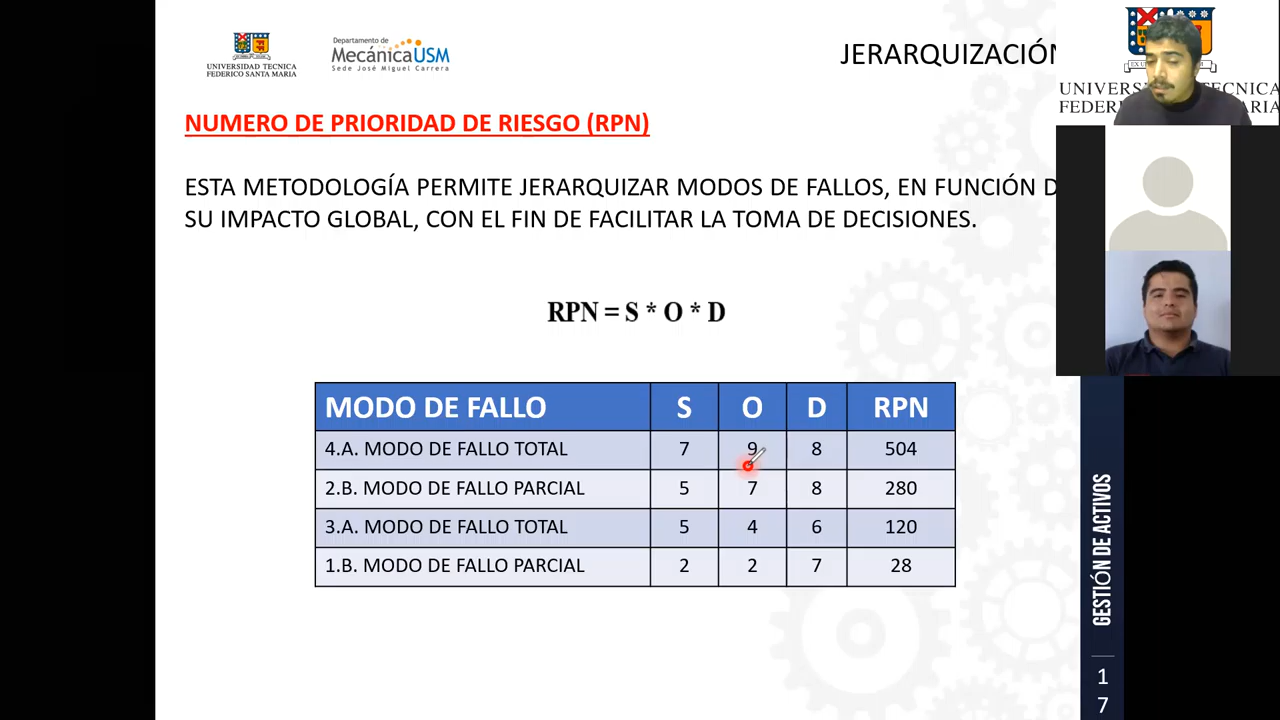 UNIVERSIDAD TECNICA
FEDERICO SANTA MARIA
Departamento de
MecánicaUSM
Sede José Miguel Carrera
JERARQUIZACIÓN
UNIVERS
TECNICA
FEDER
MARIA
NUMERO DE PRIORIDAD DE RIESGO (RPN)
ESTA METODOLOGÍA PERMITE JERARQUIZAR MODOS DE FALLOS, EN FUNCIÓN D
SU IMPACTO GLOBAL, CON EL FIN DE FACILITAR LA TOMA DE DECISIONES.
RPN = S * O * D
MODO DE FALLO S O D RPN
4.A. MODO DE FALLO TOTAL 7 9 8 504
2.B. MODO DE FALLO PARCIAL 5 7 8 280
3.A. MODO DE FALLO TOTAL 5 4 6 120
1.B. MODO DE FALLO PARCIAL 2 2 7 28
GESTIÓN DE ACTIVOS
1
7